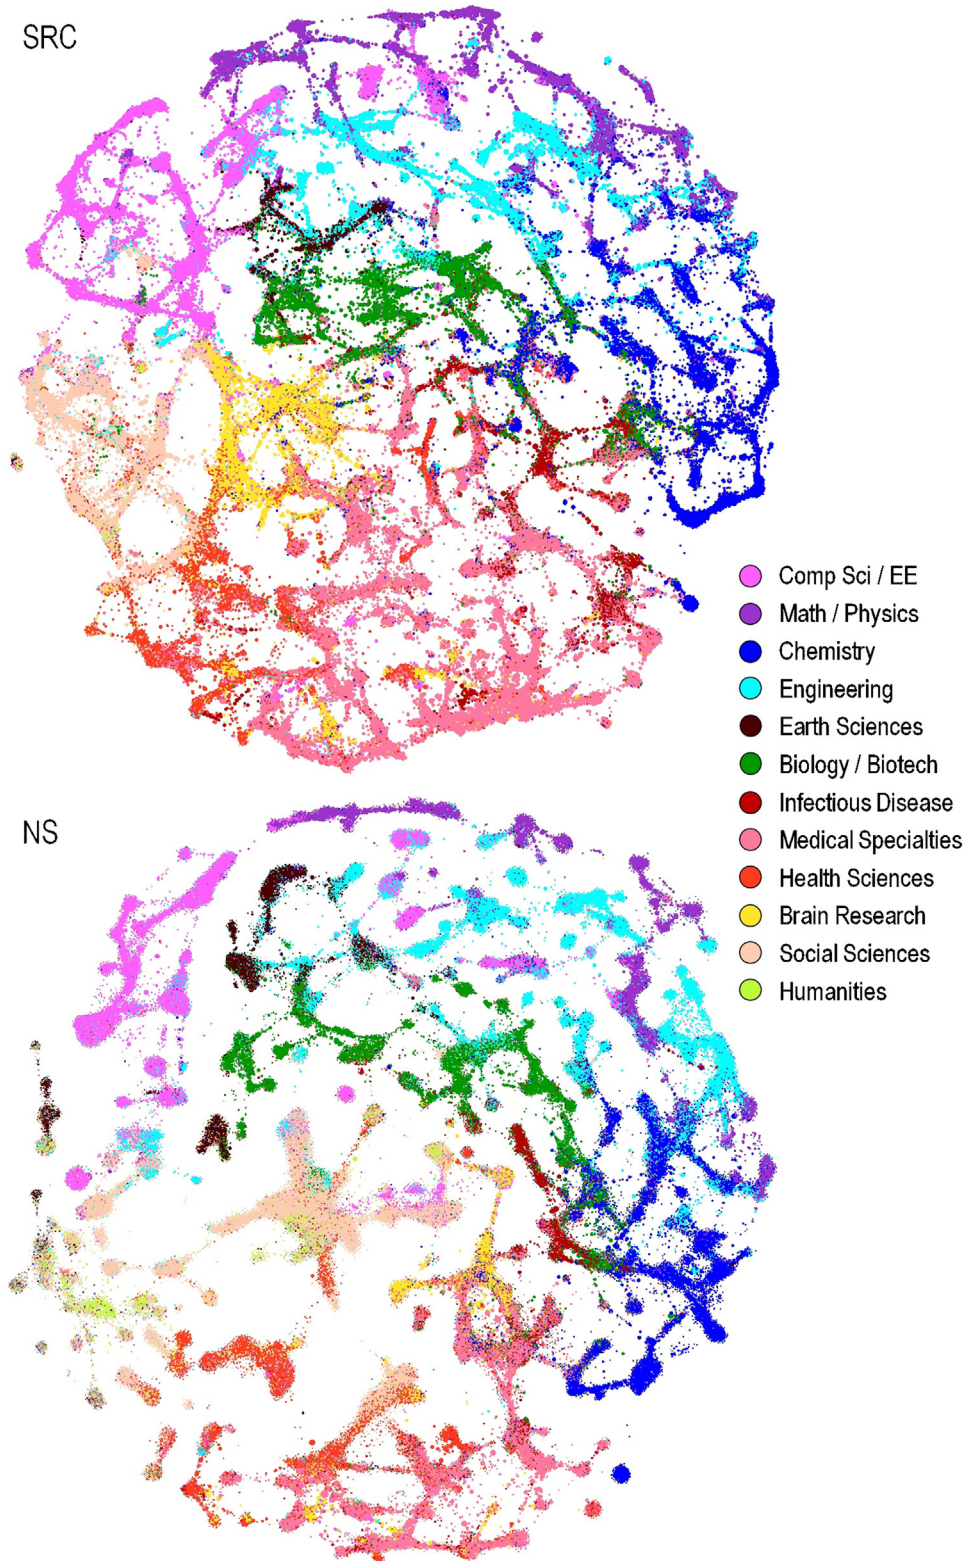 SRC
Comp Sci / EE
Math / Physics
Chemistry
Engineering
Earth Sciences
Biology / Biotech
Infectious Disease
Medical Specialties
Health Sciences
Brain Research
Social Sciences
Humanities
NS